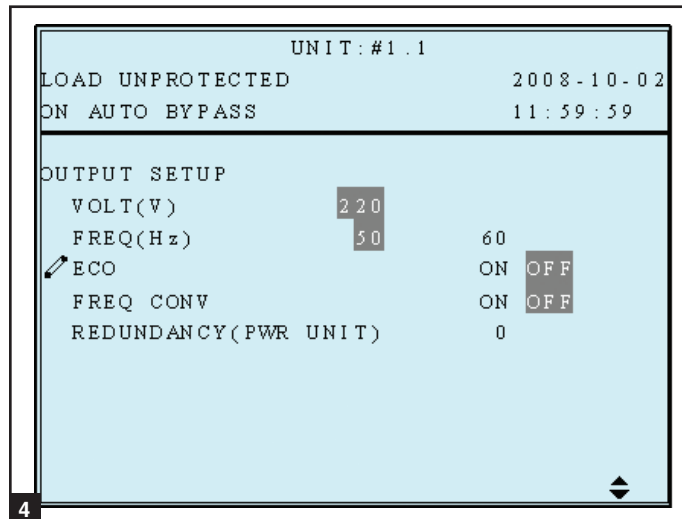 UNIT:#1.1
LOAD UNPROTECTED 2008-10-02
ON AUTO BYPASS 11:59:59
OUTPUT SETUP
VOLT(V) 220
FREQ(Hz) 50 60
ECO ON OFF
FREQ CONV ON OFF
REDUNDANCY(PWR UNIT) 0
4